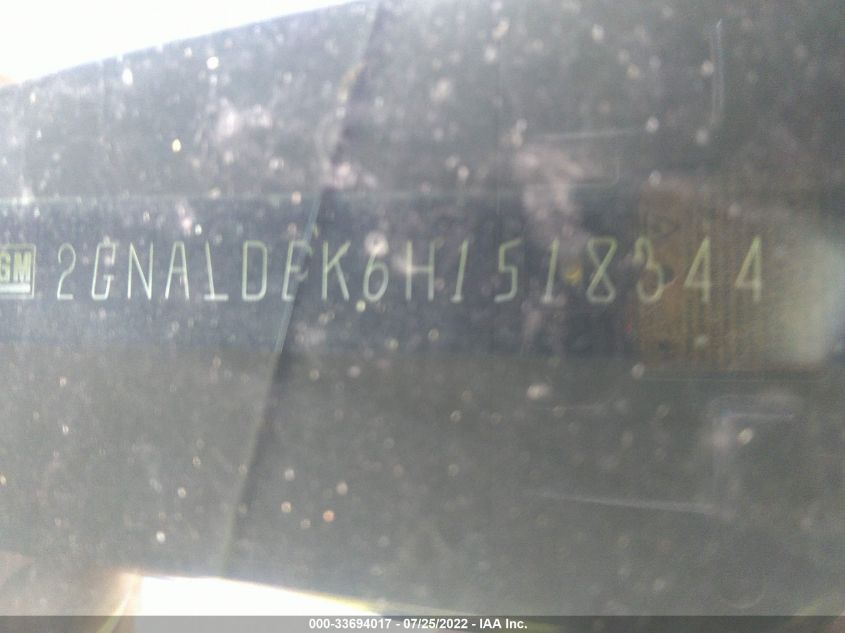 GM 2GNALDEK6H1518344
000-33694017 - 07/25/2022 - IAA Inc.